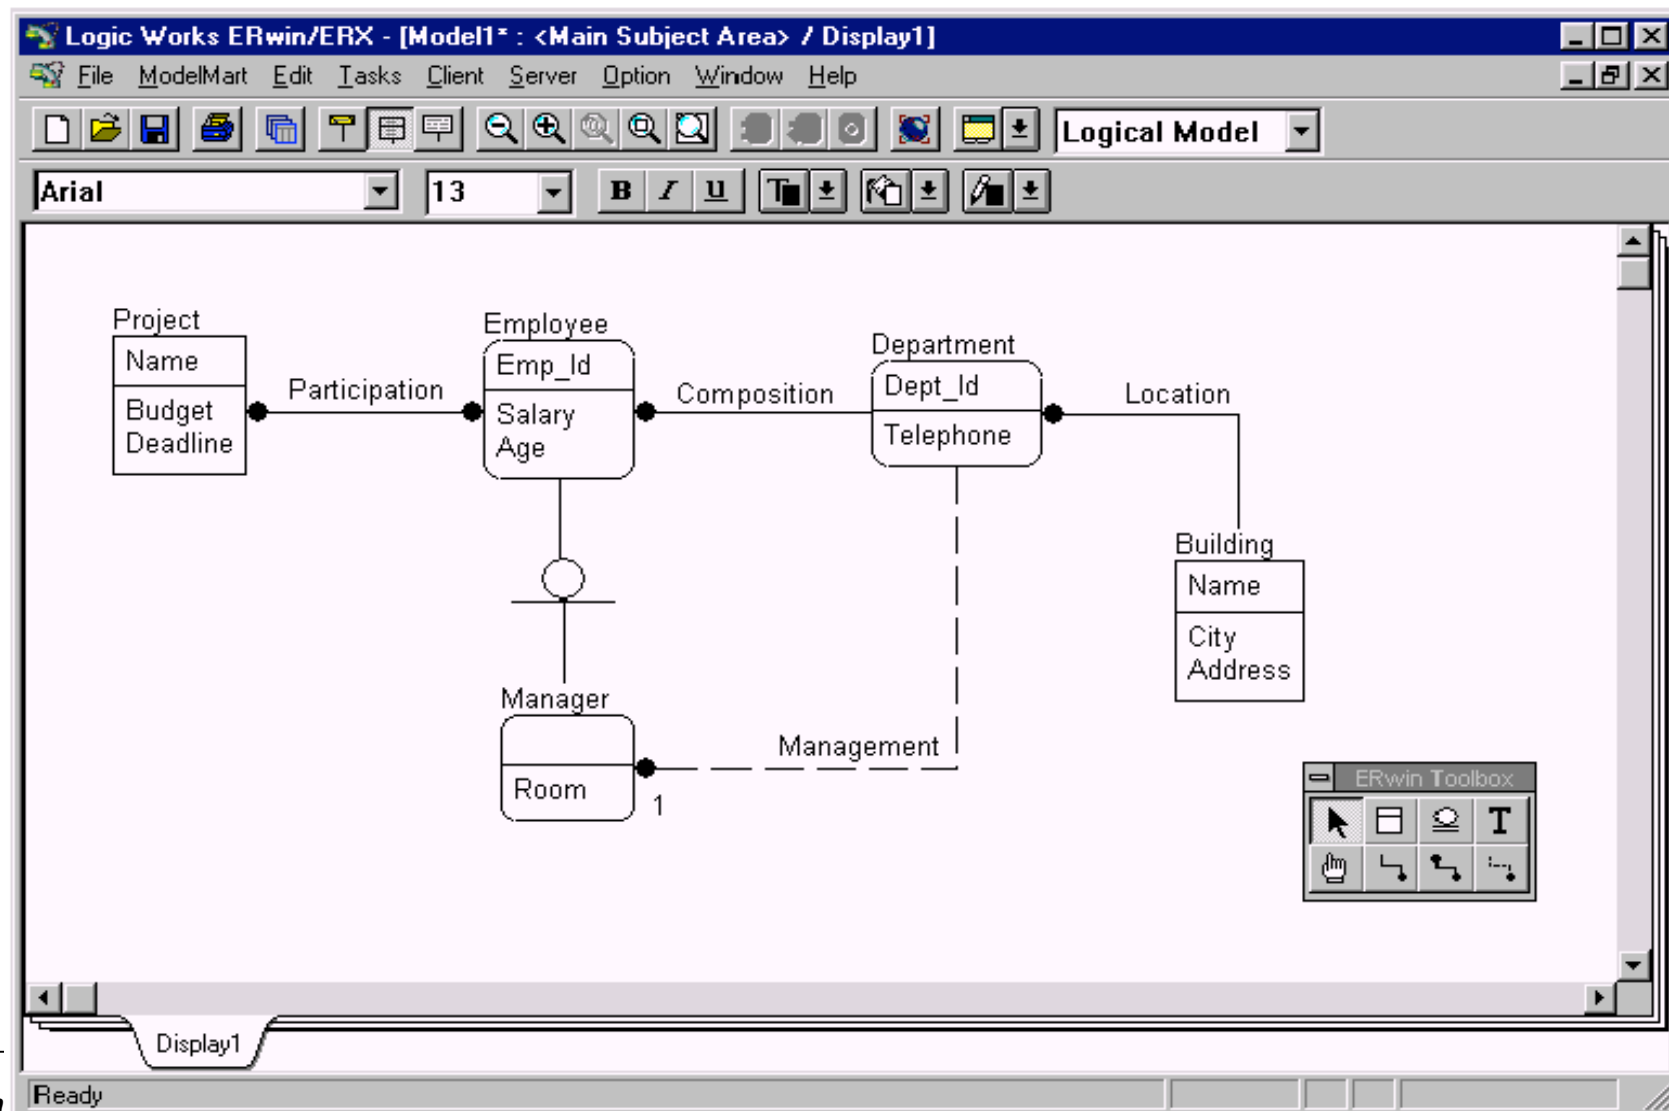 Logic Works ERwin/ERX - [Model1* : <Main Subject Area> / Display1]
File ModelMart Edit Tasks Client Server Option Window Help
Logical Model
Arial 13 B I U T
Project
Name
Budget
Deadline
Participation
Employee
Emp_Id
Salary
Age
Composition
Department
Dept_Id
Telephone
Location
Building
Name
City
Address
Manager
Room
1
Management
ERwin Toolbox
T
Display1
Ready